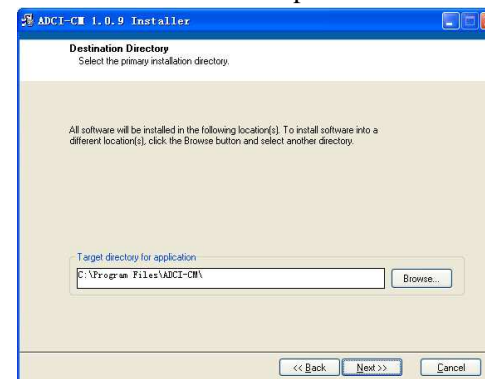 ADCI-CM 1.0.9 Installer
Destination Directory
Select the primary installation directory.
All software will be installed in the following location(s). To install software into a
different location(s), click the Browse button and select another directory.
Target directory for application
C:\Program Files\ADCI-CM\
Browse...
<< Back
Next >>
Cancel